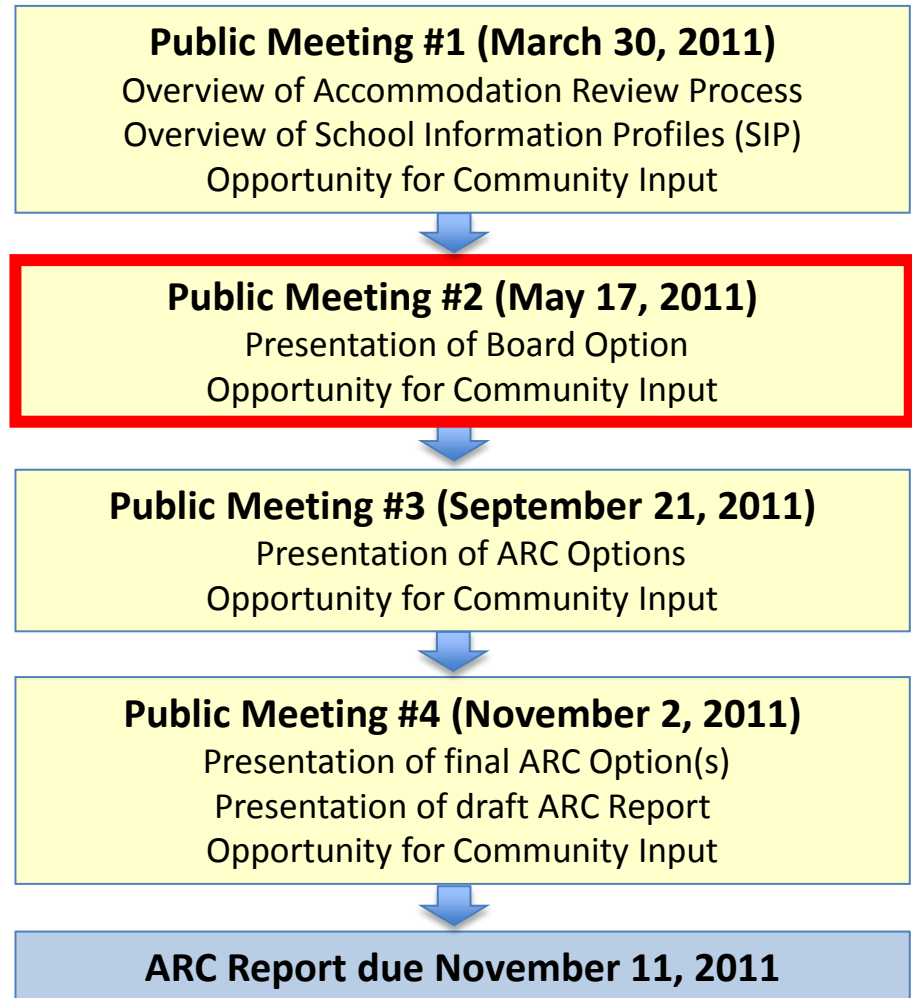 Public Meeting #1 (March 30, 2011)
Overview of Accommodation Review Process
Overview of School Information Profiles (SIP)
Opportunity for Community Input
Public Meeting #2 (May 17, 2011)
Presentation of Board Option
Opportunity for Community Input
Public Meeting #3 (September 21, 2011)
Presentation of ARC Options
Opportunity for Community Input
Public Meeting #4 (November 2, 2011)
Presentation of final ARC Option(s)
Presentation of draft ARC Report
Opportunity for Community Input
ARC Report due November 11, 2011